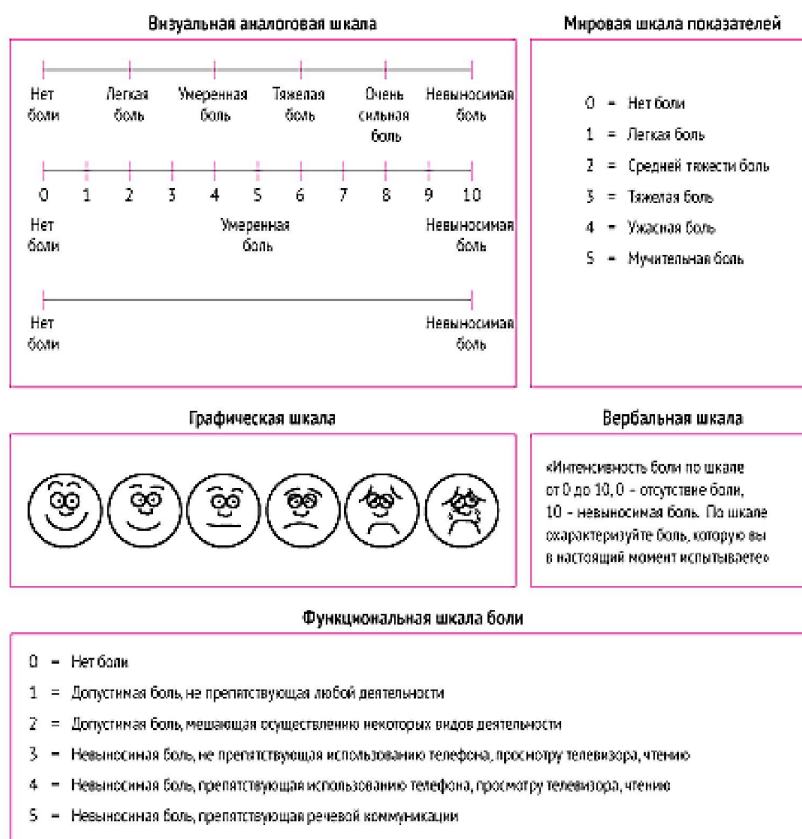 Визуальная аналоговая шкала
Нет боли
Легкая боль
Умеренная боль
Тяжелая боль
Очень сильная боль
Невыносимая боль
0 1 2 3 4 5 6 7 8 9 10
Нет боли
Умеренная боль
Невыносимая боль
Нет боли
Невыносимая боль
Мировая шкала показателей
0 = Нет боли
1 = Легкая боль
2 = Средней тяжести боль
3 = Тяжелая боль
4 = Ужасная боль
5 = Мучительная боль
Графическая шкала
Вербальная шкала
«Интенсивность боли по шкале
от 0 до 10, 0 – отсутствие боли,
10 – невыносимая боль. По шкале
охарактеризуйте боль, которую вы
в настоящий момент испытываете»
Функциональная шкала боли
0 = Нет боли
1 = Допустимая боль, не препятствующая любой деятельности
2 = Допустимая боль, мешающая осуществлению некоторых видов деятельности
3 = Невыносимая боль, не препятствующая использованию телефона, просмотру телевизора, чтению
4 = Невыносимая боль, препятствующая использованию телефона, просмотру телевизора, чтению
5 = Невыносимая боль, препятствующая речевой коммуникации